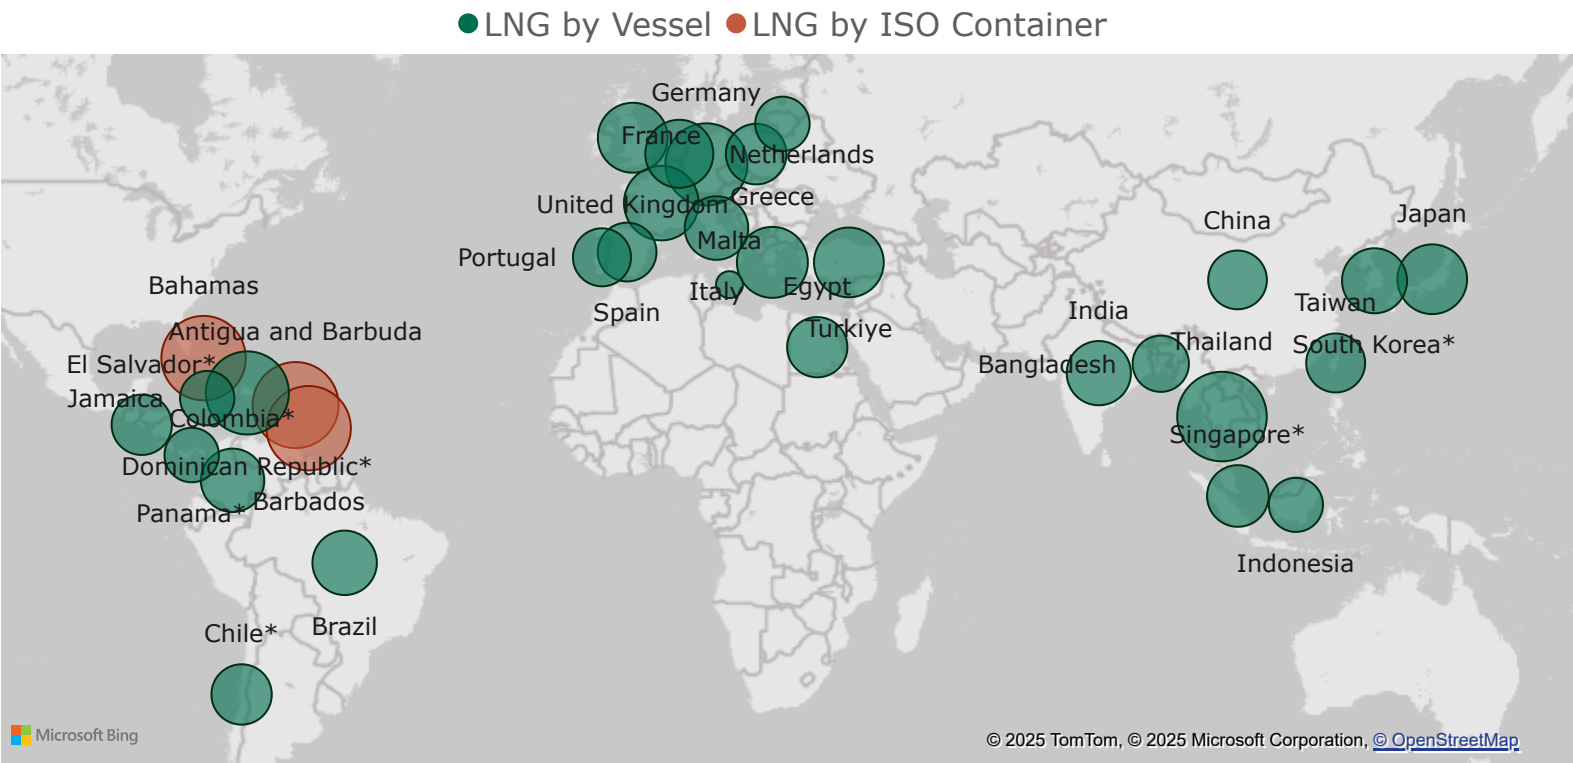 LNG by Vessel LNG by ISO Container
Germany
France
Netherlands
United Kingdom
Greece
China
Japan
Malta
Portugal
Bahamas
Italy
Egypt
Spain
India
Taiwan
Antigua and Barbuda
Turkiye
Thailand
South Korea*
El Salvador*
Bangladesh
Jamaica
Colombia*
Singapore*
Dominican Republic*
Barbados
Panama*
Indonesia
Chile*
Brazil
Microsoft Bing
© 2025 TomTom, © 2025 Microsoft Corporation, © OpenStreetMap